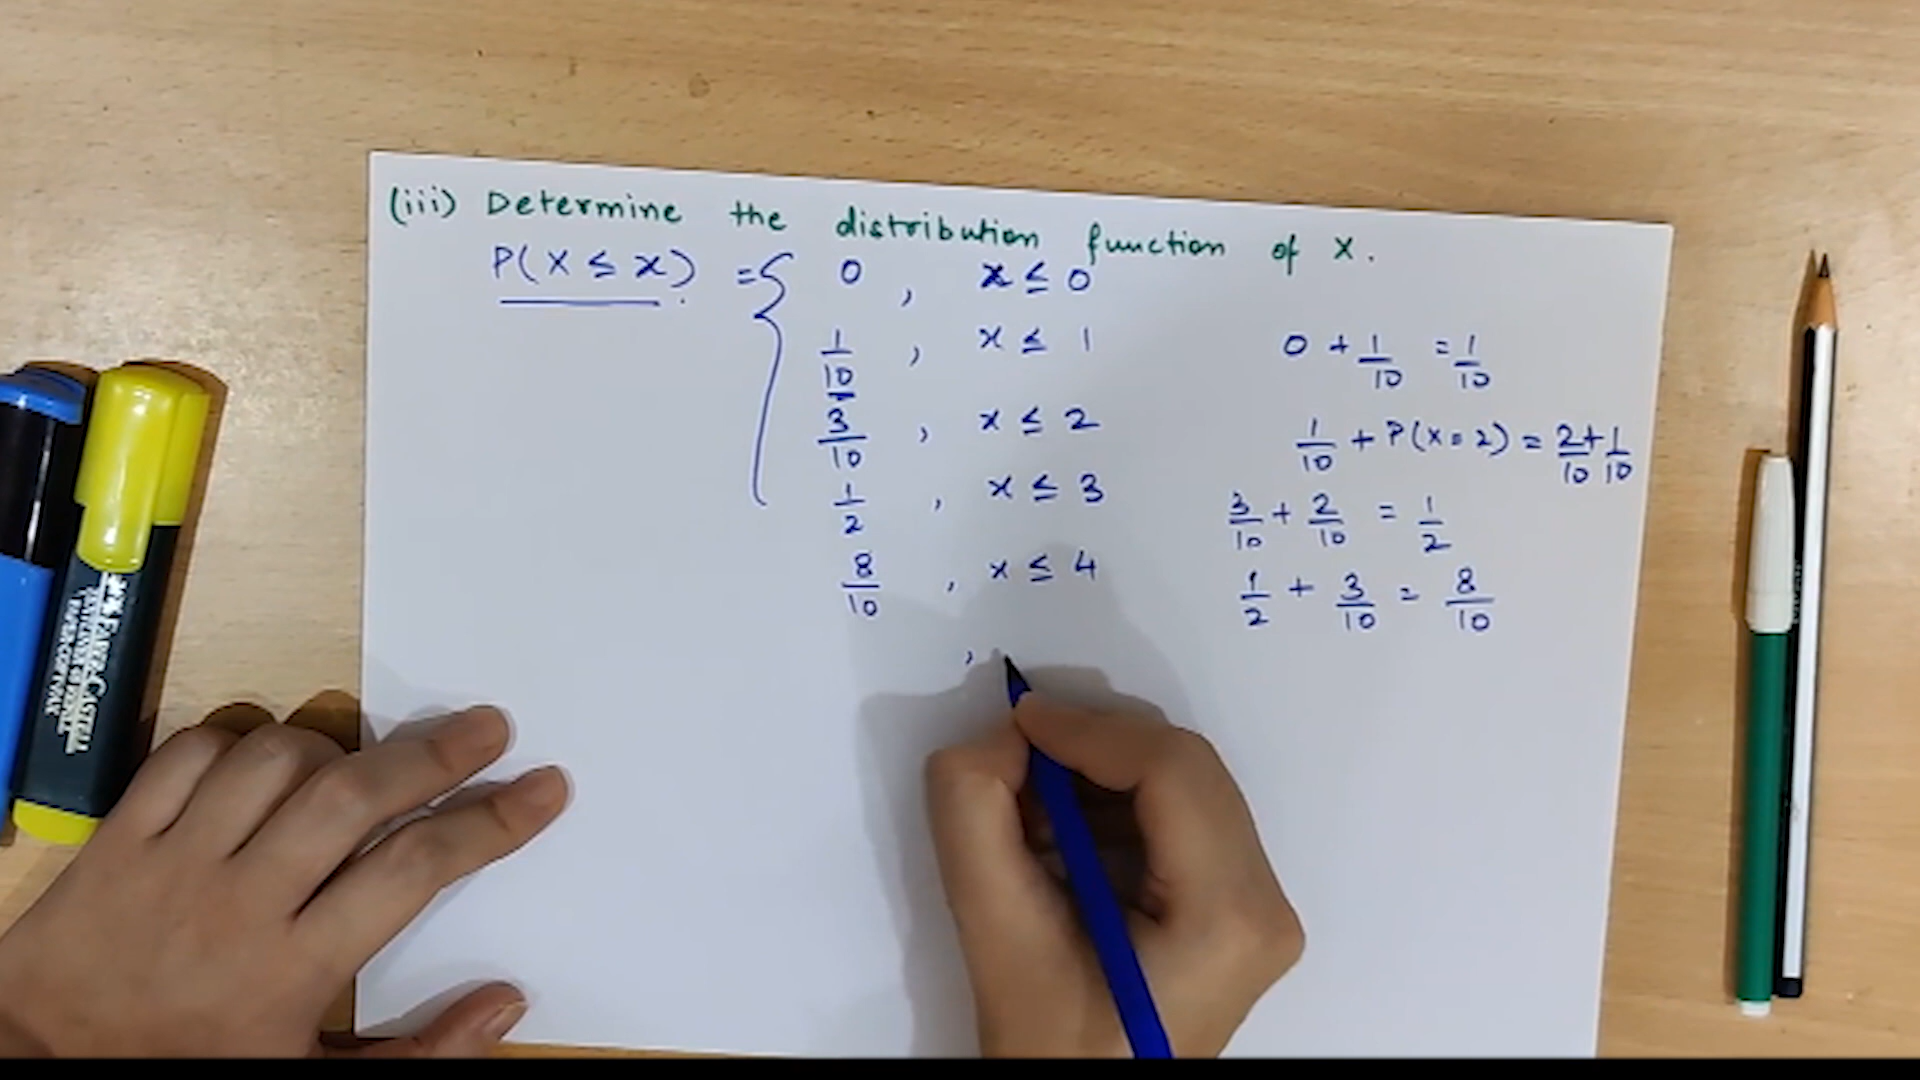 (iii) Determine the distribution function of X.
P(X ≤ x) = { 0 , x ≤ 0
1/10 , x ≤ 1
0 + 1/10 = 1/10
3/10 , x ≤ 2
1/10 + P(X=2) = 2/10 + 1/10
1/2 , x ≤ 3
3/10 + 2/10 = 1/2
8/10 , x ≤ 4
1/2 + 3/10 = 8/10
,
FABER-CASTELL